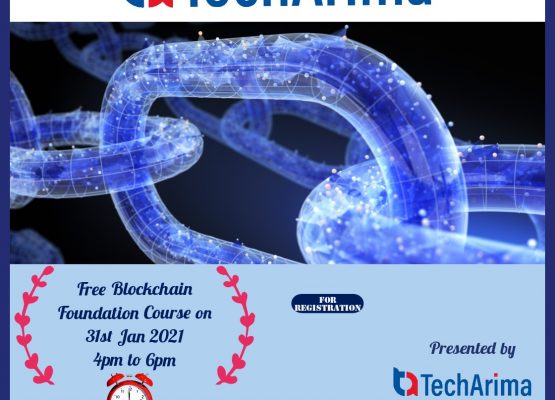 TechArima
Free Blockchain
Foundation Course on
31st Jan 2021
4pm to 6pm
FOR
REGISTRATION
Presented by
TechArima